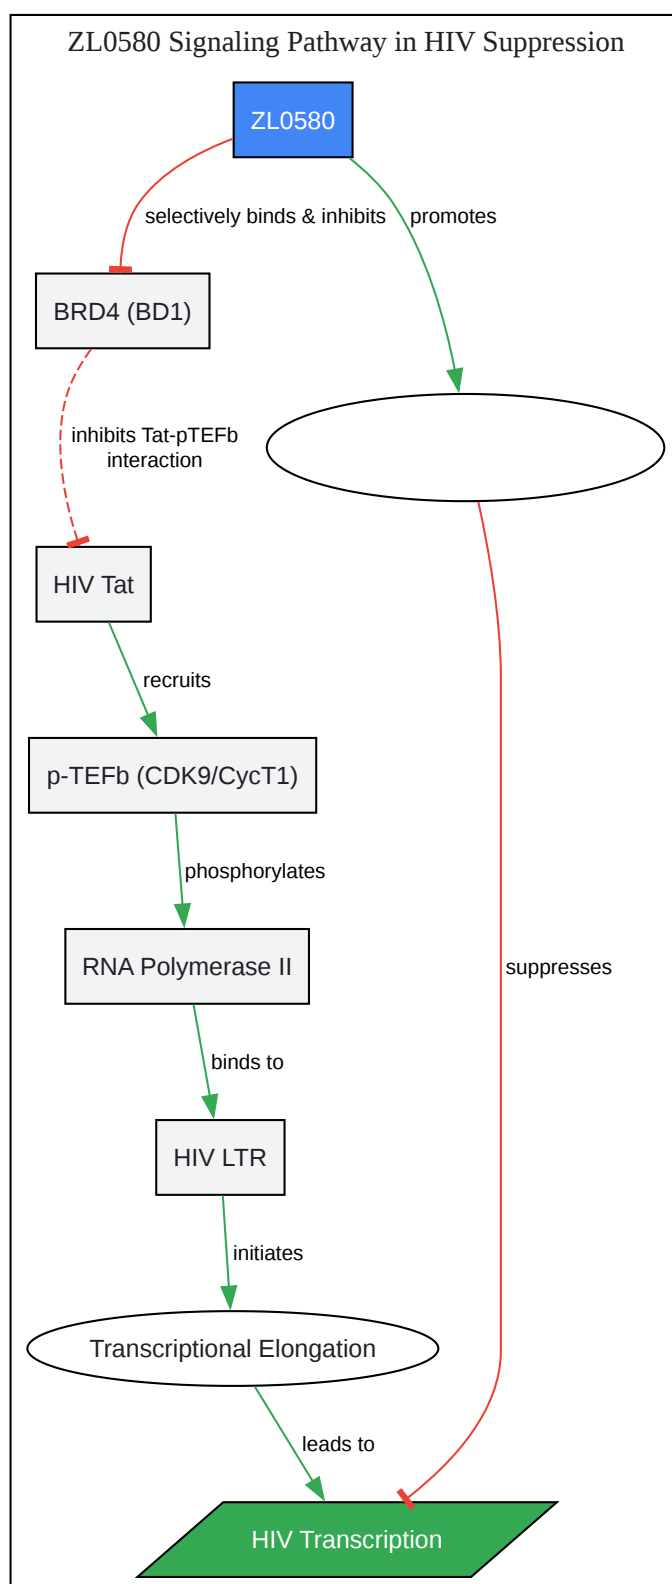 ZL0580 Signaling Pathway in HIV Suppression
ZL0580
selectively binds & inhibits
promotes
BRD4 (BD1)
inhibits Tat-pTEFb
interaction
HIV Tat
recruits
p-TEFb (CDK9/CycT1)
phosphorylates
RNA Polymerase II
suppresses
binds to
HIV LTR
initiates
Transcriptional Elongation
leads to
HIV Transcription